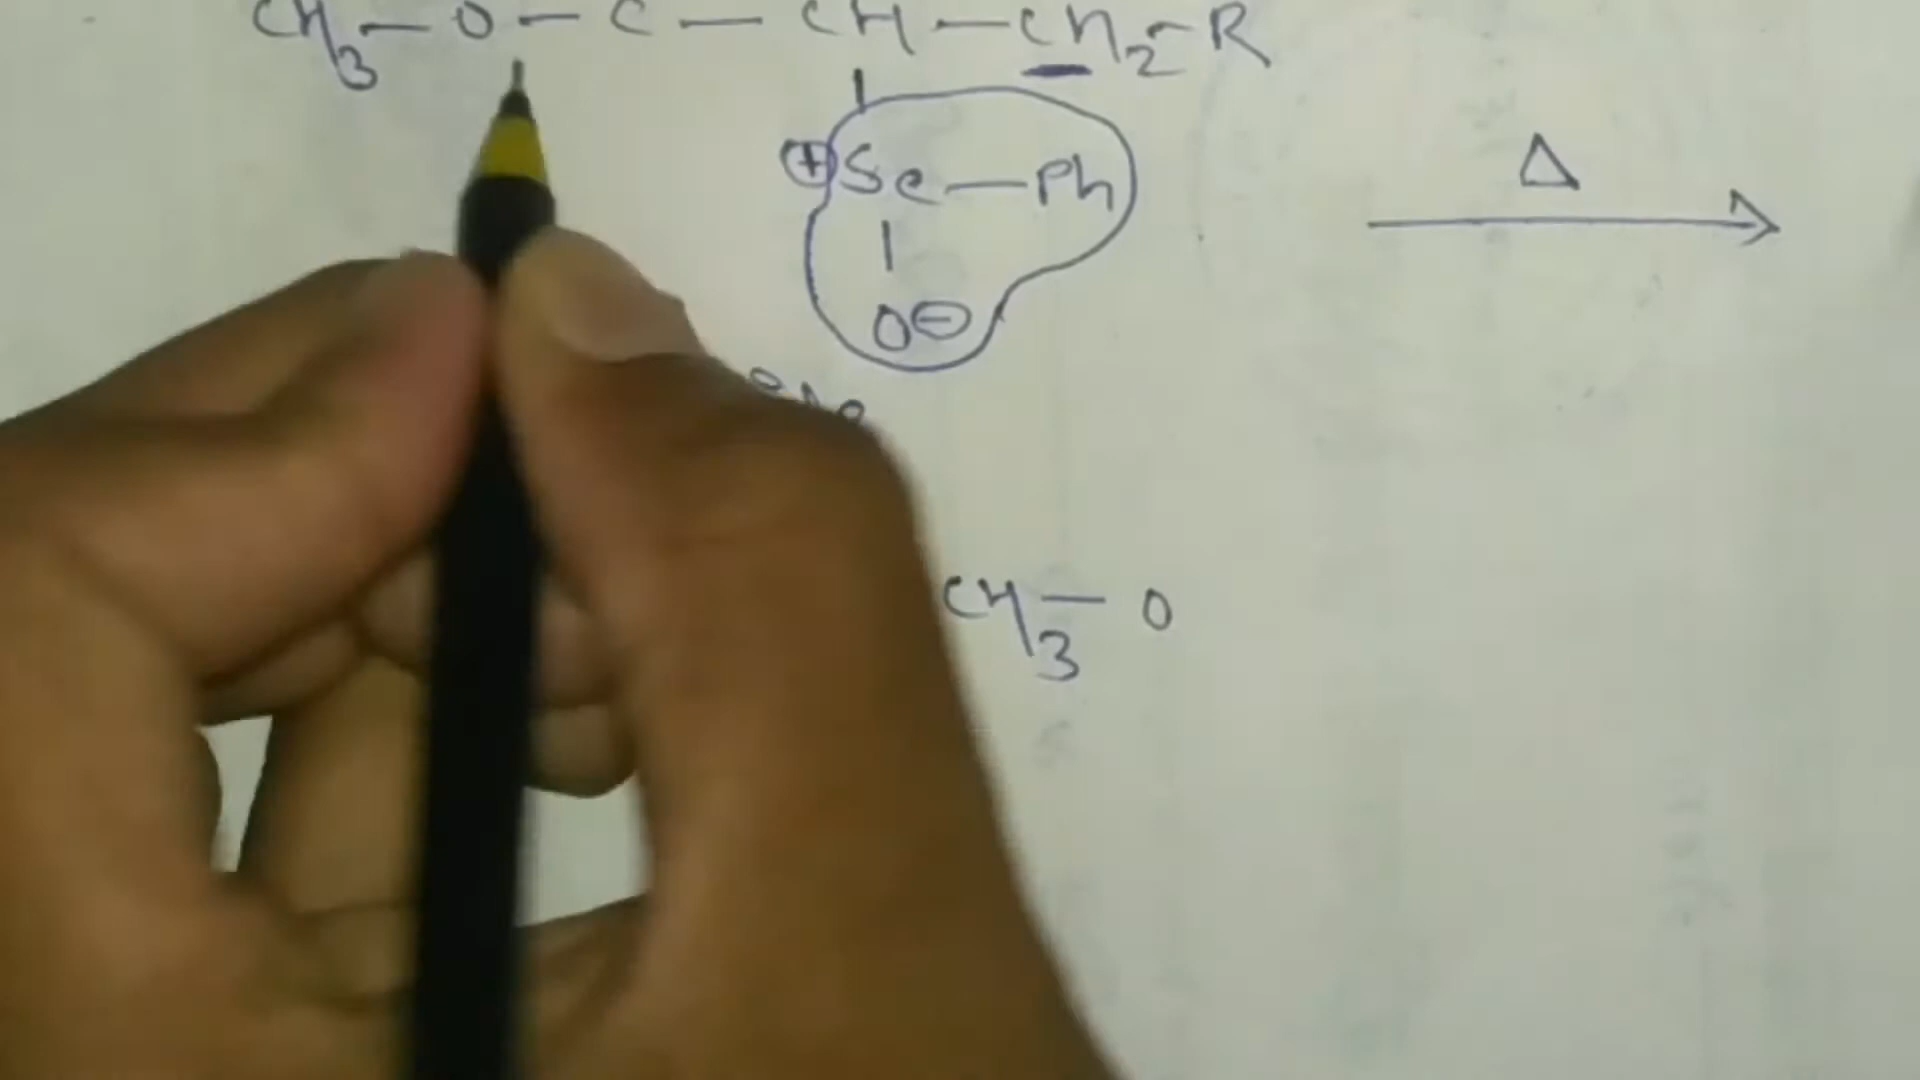 CH3—O—C—CH—CH2—R
|
⊕Se—Ph
|
O⊖
Δ
CH3—O